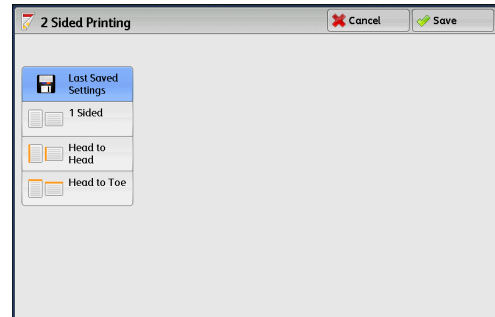 2 Sided Printing
Cancel
Save
Last Saved
Settings
1 Sided
Head to
Head
Head to Toe